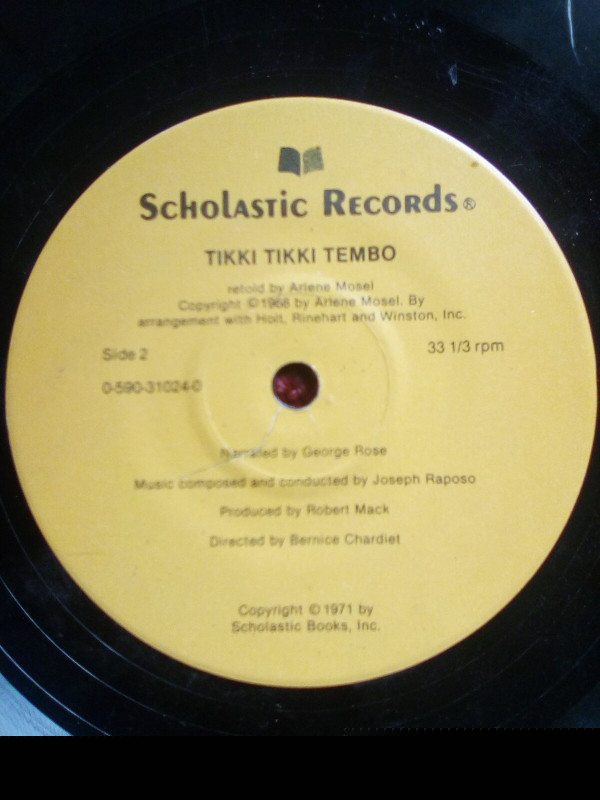 Scholastic Records®
TIKKI TIKKI TEMBO
retold by Arlene Mosel
Copyright © 1968 by Arlene Mosel. By
arrangement with Holt, Rinehart and Winston, Inc.
Side 2
33 1/3 rpm
0-590-31024-0
Narrated by George Rose
Music composed and conducted by Joseph Raposo
Produced by Robert Mack
Directed by Bernice Chardiet
Copyright © 1971 by
Scholastic Books, Inc.